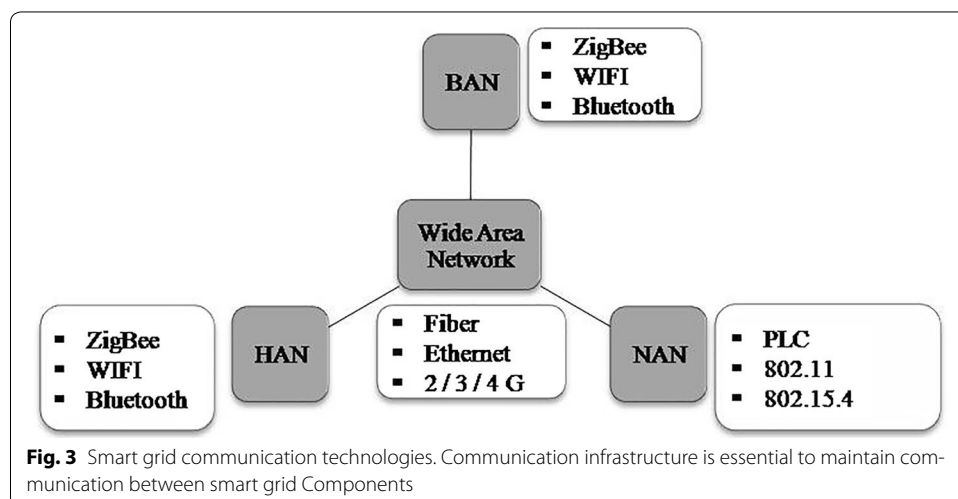 BAN
▪ ZigBee
▪ WIFI
▪ Bluetooth
Wide Area
Network
▪ ZigBee
▪ WIFI
▪ Bluetooth
HAN
▪ Fiber
▪ Ethernet
▪ 2 / 3 / 4 G
NAN
▪ PLC
▪ 802.11
▪ 802.15.4
Fig. 3 Smart grid communication technologies. Communication infrastructure is essential to maintain com-
munication between smart grid Components